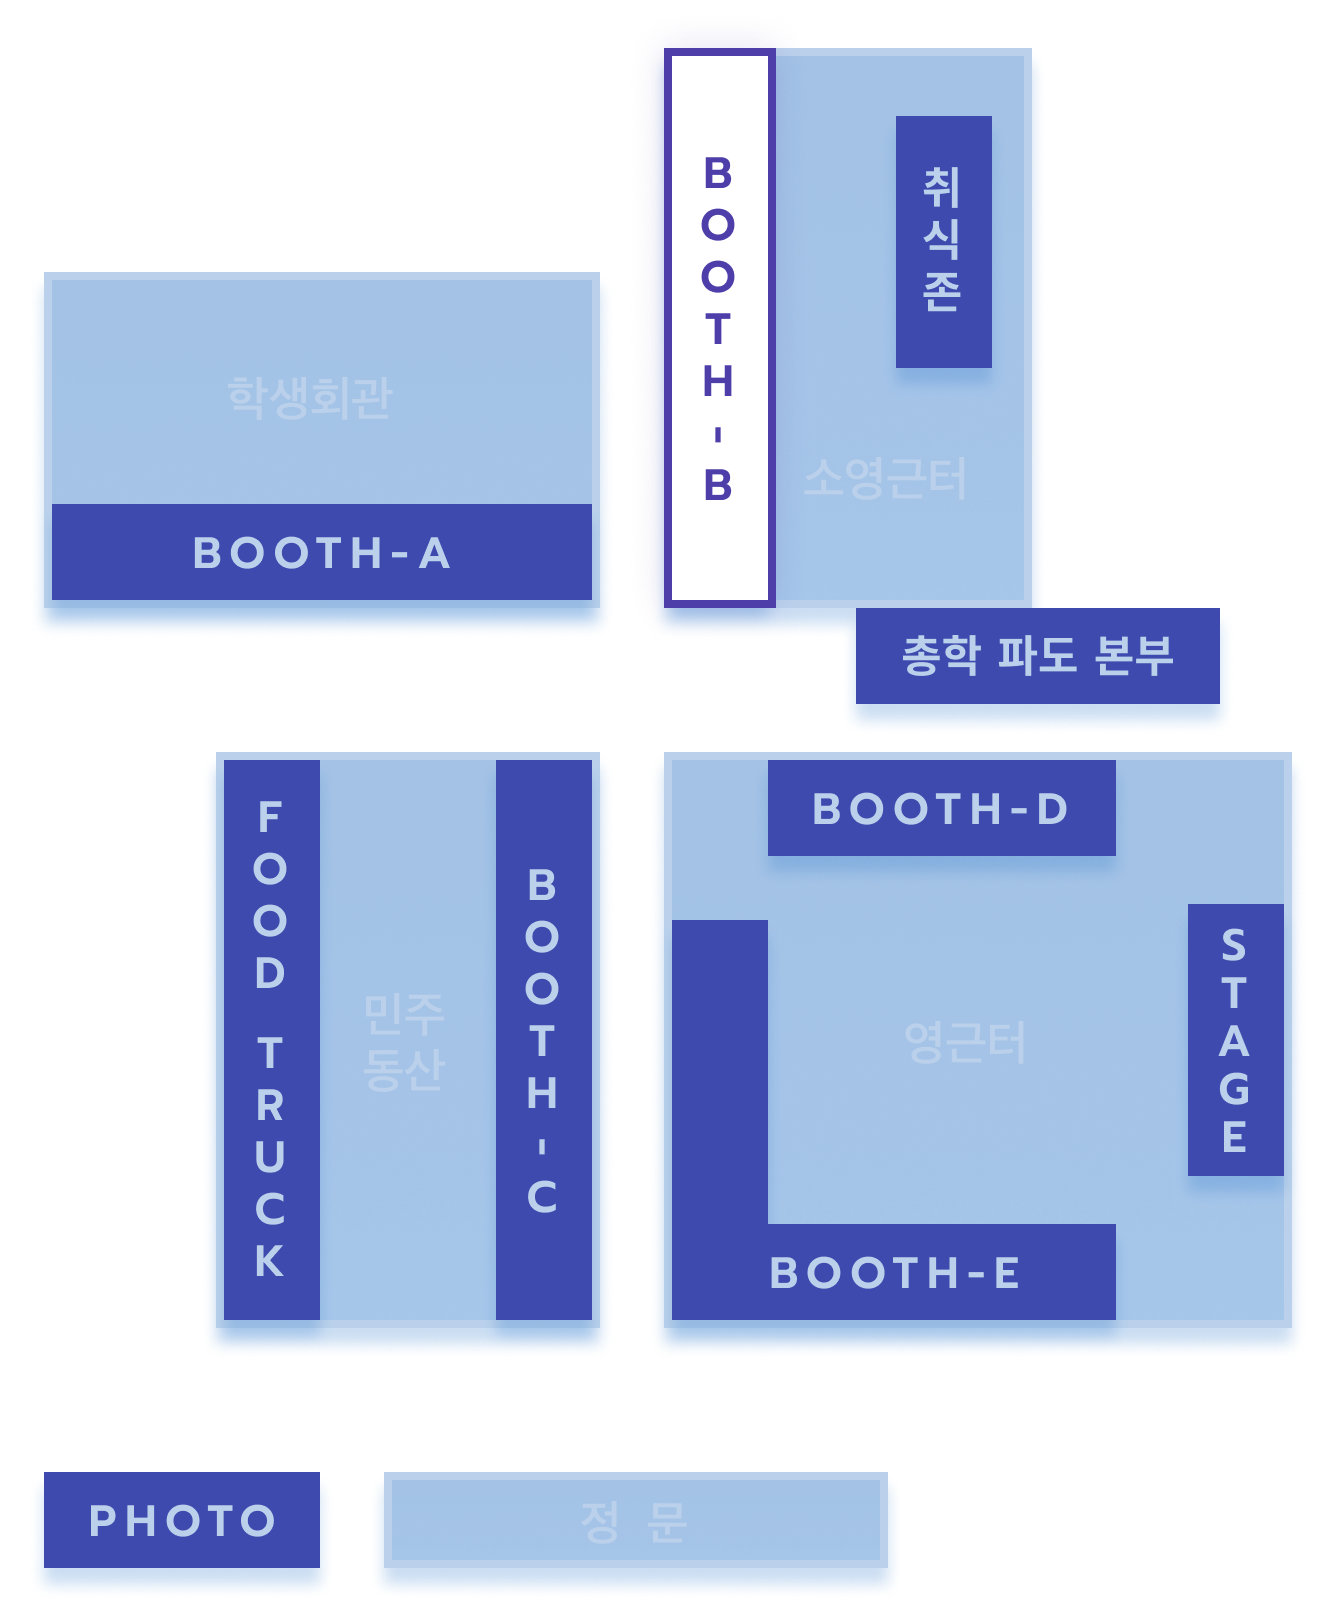 BOOTH-B
취식존
학생회관
소영근터
BOOTH-A
총학 파도 본부
FOOD TRUCK
민주
동산
BOOTH-C
BOOTH-D
영근터
STAGE
BOOTH-E
PHOTO
정 문